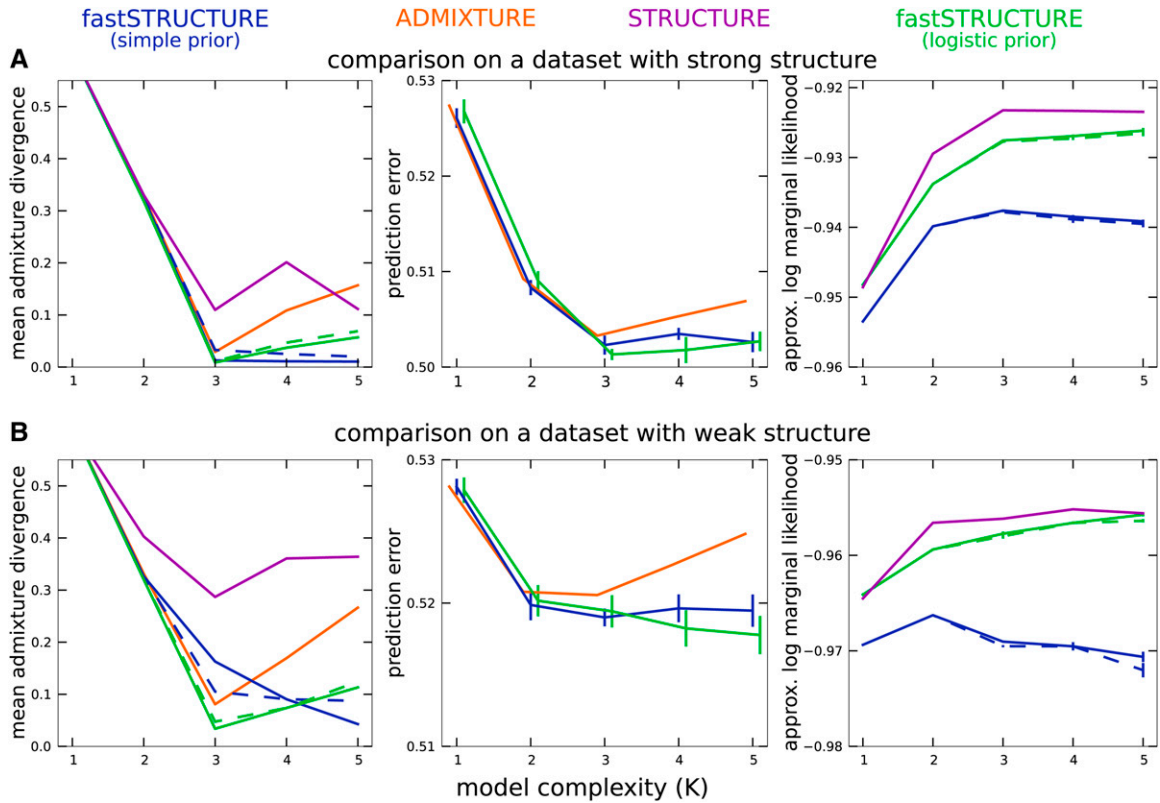 fastSTRUCTURE ADMIXTURE STRUCTURE fastSTRUCTURE
(simple prior) (logistic prior)
A comparison on a dataset with strong structure
mean admixture divergence
0.5
0.4
0.3
0.2
0.1
0.0
1 2 3 4 5
prediction error
0.53
0.52
0.51
0.50
1 2 3 4 5
approx. log marginal likelihood
−0.92
−0.93
−0.94
−0.95
−0.96
1 2 3 4 5
B comparison on a dataset with weak structure
mean admixture divergence
0.5
0.4
0.3
0.2
0.1
0.0
1 2 3 4 5
prediction error
0.53
0.52
0.51
1 2 3 4 5
approx. log marginal likelihood
−0.95
−0.96
−0.97
−0.98
1 2 3 4 5
model complexity (K)